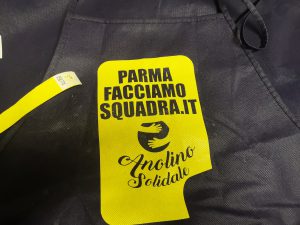 PARMA
FACCIAMO
SQUADRA.IT
Anolino
Solidale